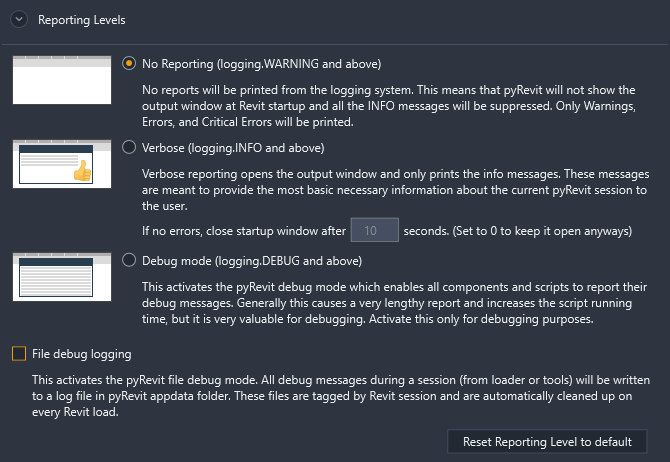 Reporting Levels
No Reporting (logging.WARNING and above)
No reports will be printed from the logging system. This means that pyRevit will not show the
output window at Revit startup and all the INFO messages will be suppressed. Only Warnings,
Errors, and Critical Errors will be printed.
Verbose (logging.INFO and above)
Verbose reporting opens the output window and only prints the info messages. These messages
are meant to provide the most basic necessary information about the current pyRevit session to
the user.
If no errors, close startup window after 10 seconds. (Set to 0 to keep it open anyways)
Debug mode (logging.DEBUG and above)
This activates the pyRevit debug mode which enables all components and scripts to report their
debug messages. Generally this causes a very lengthy report and increases the script running
time, but it is very valuable for debugging. Activate this only for debugging purposes.
File debug logging
This activates the pyRevit file debug mode. All debug messages during a session (from loader or tools) will be written
to a log file in pyRevit appdata folder. These files are tagged by Revit session and are automatically cleaned up on
every Revit load.
Reset Reporting Level to default